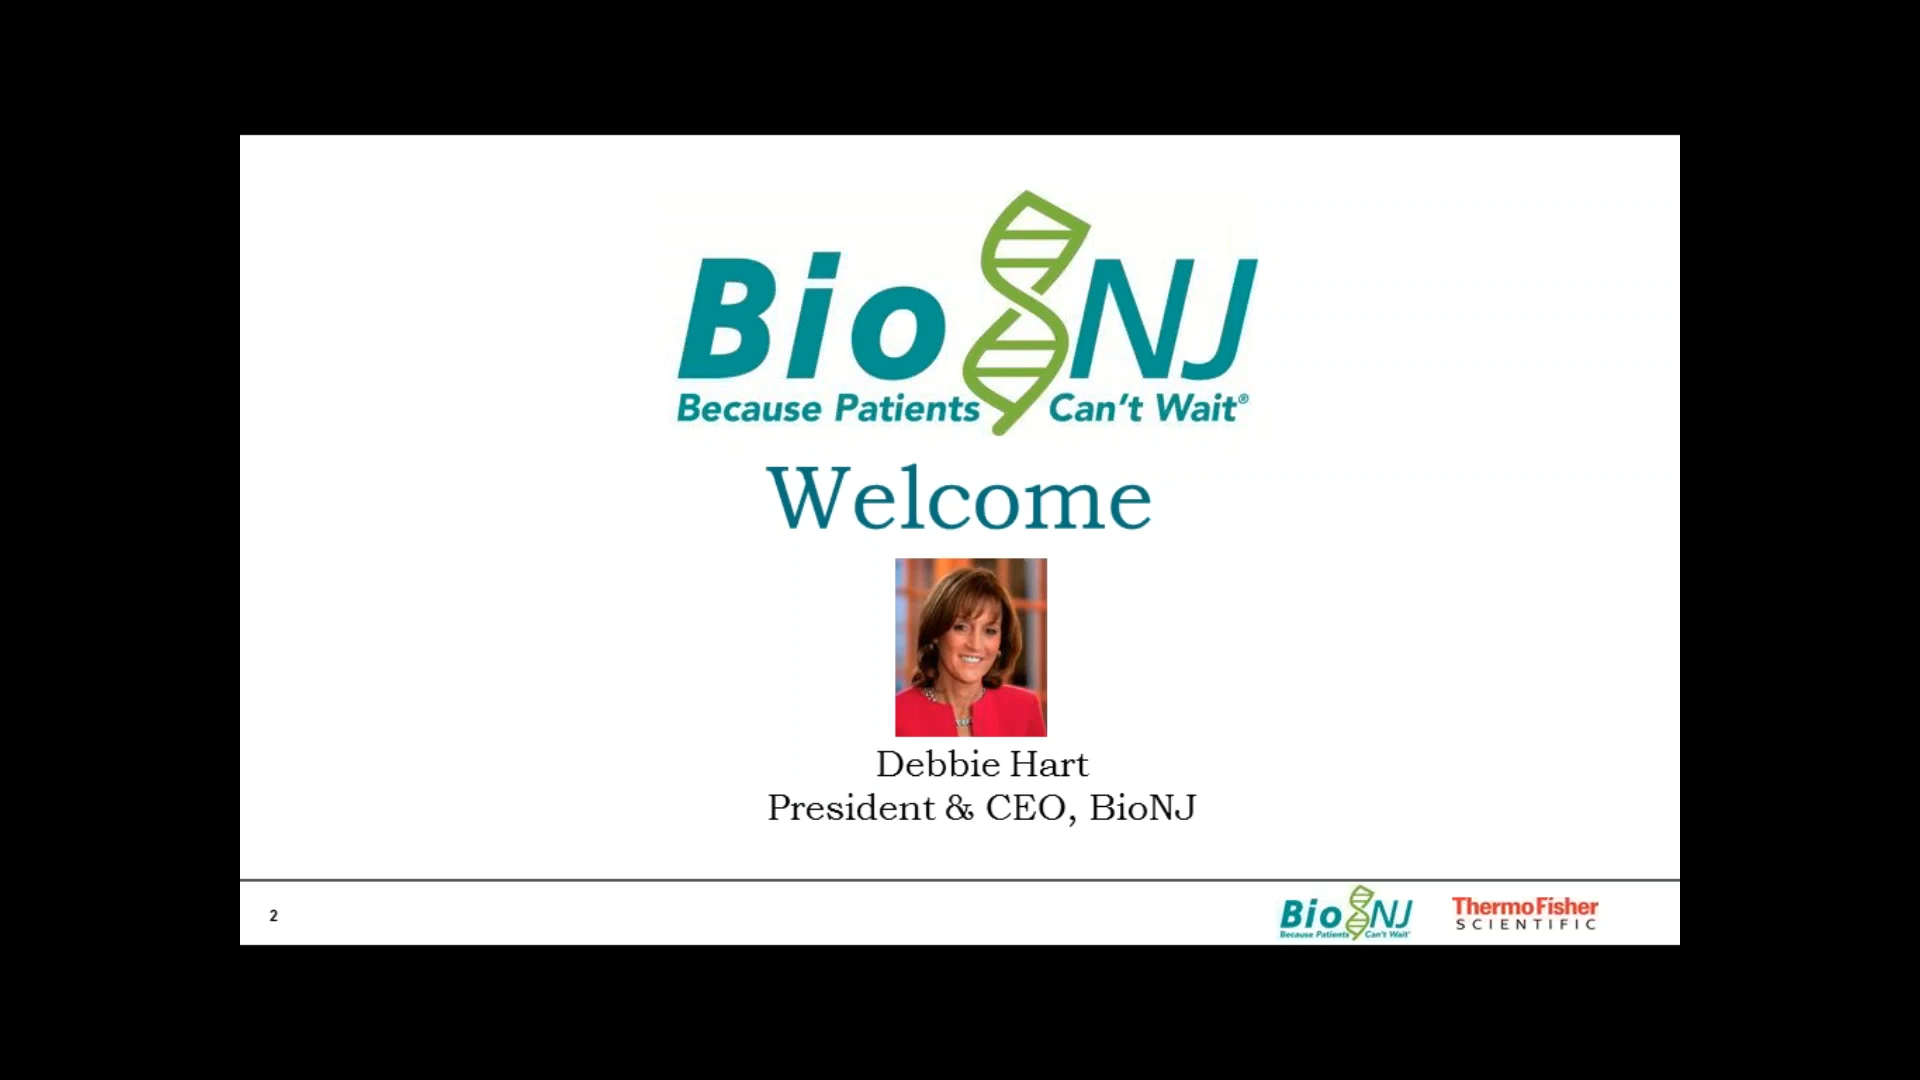 Bio NJ
Because Patients Can't Wait®
Welcome
Debbie Hart
President & CEO, BioNJ
2
Bio NJ
Because Patients Can't Wait®
ThermoFisher
SCIENTIFIC